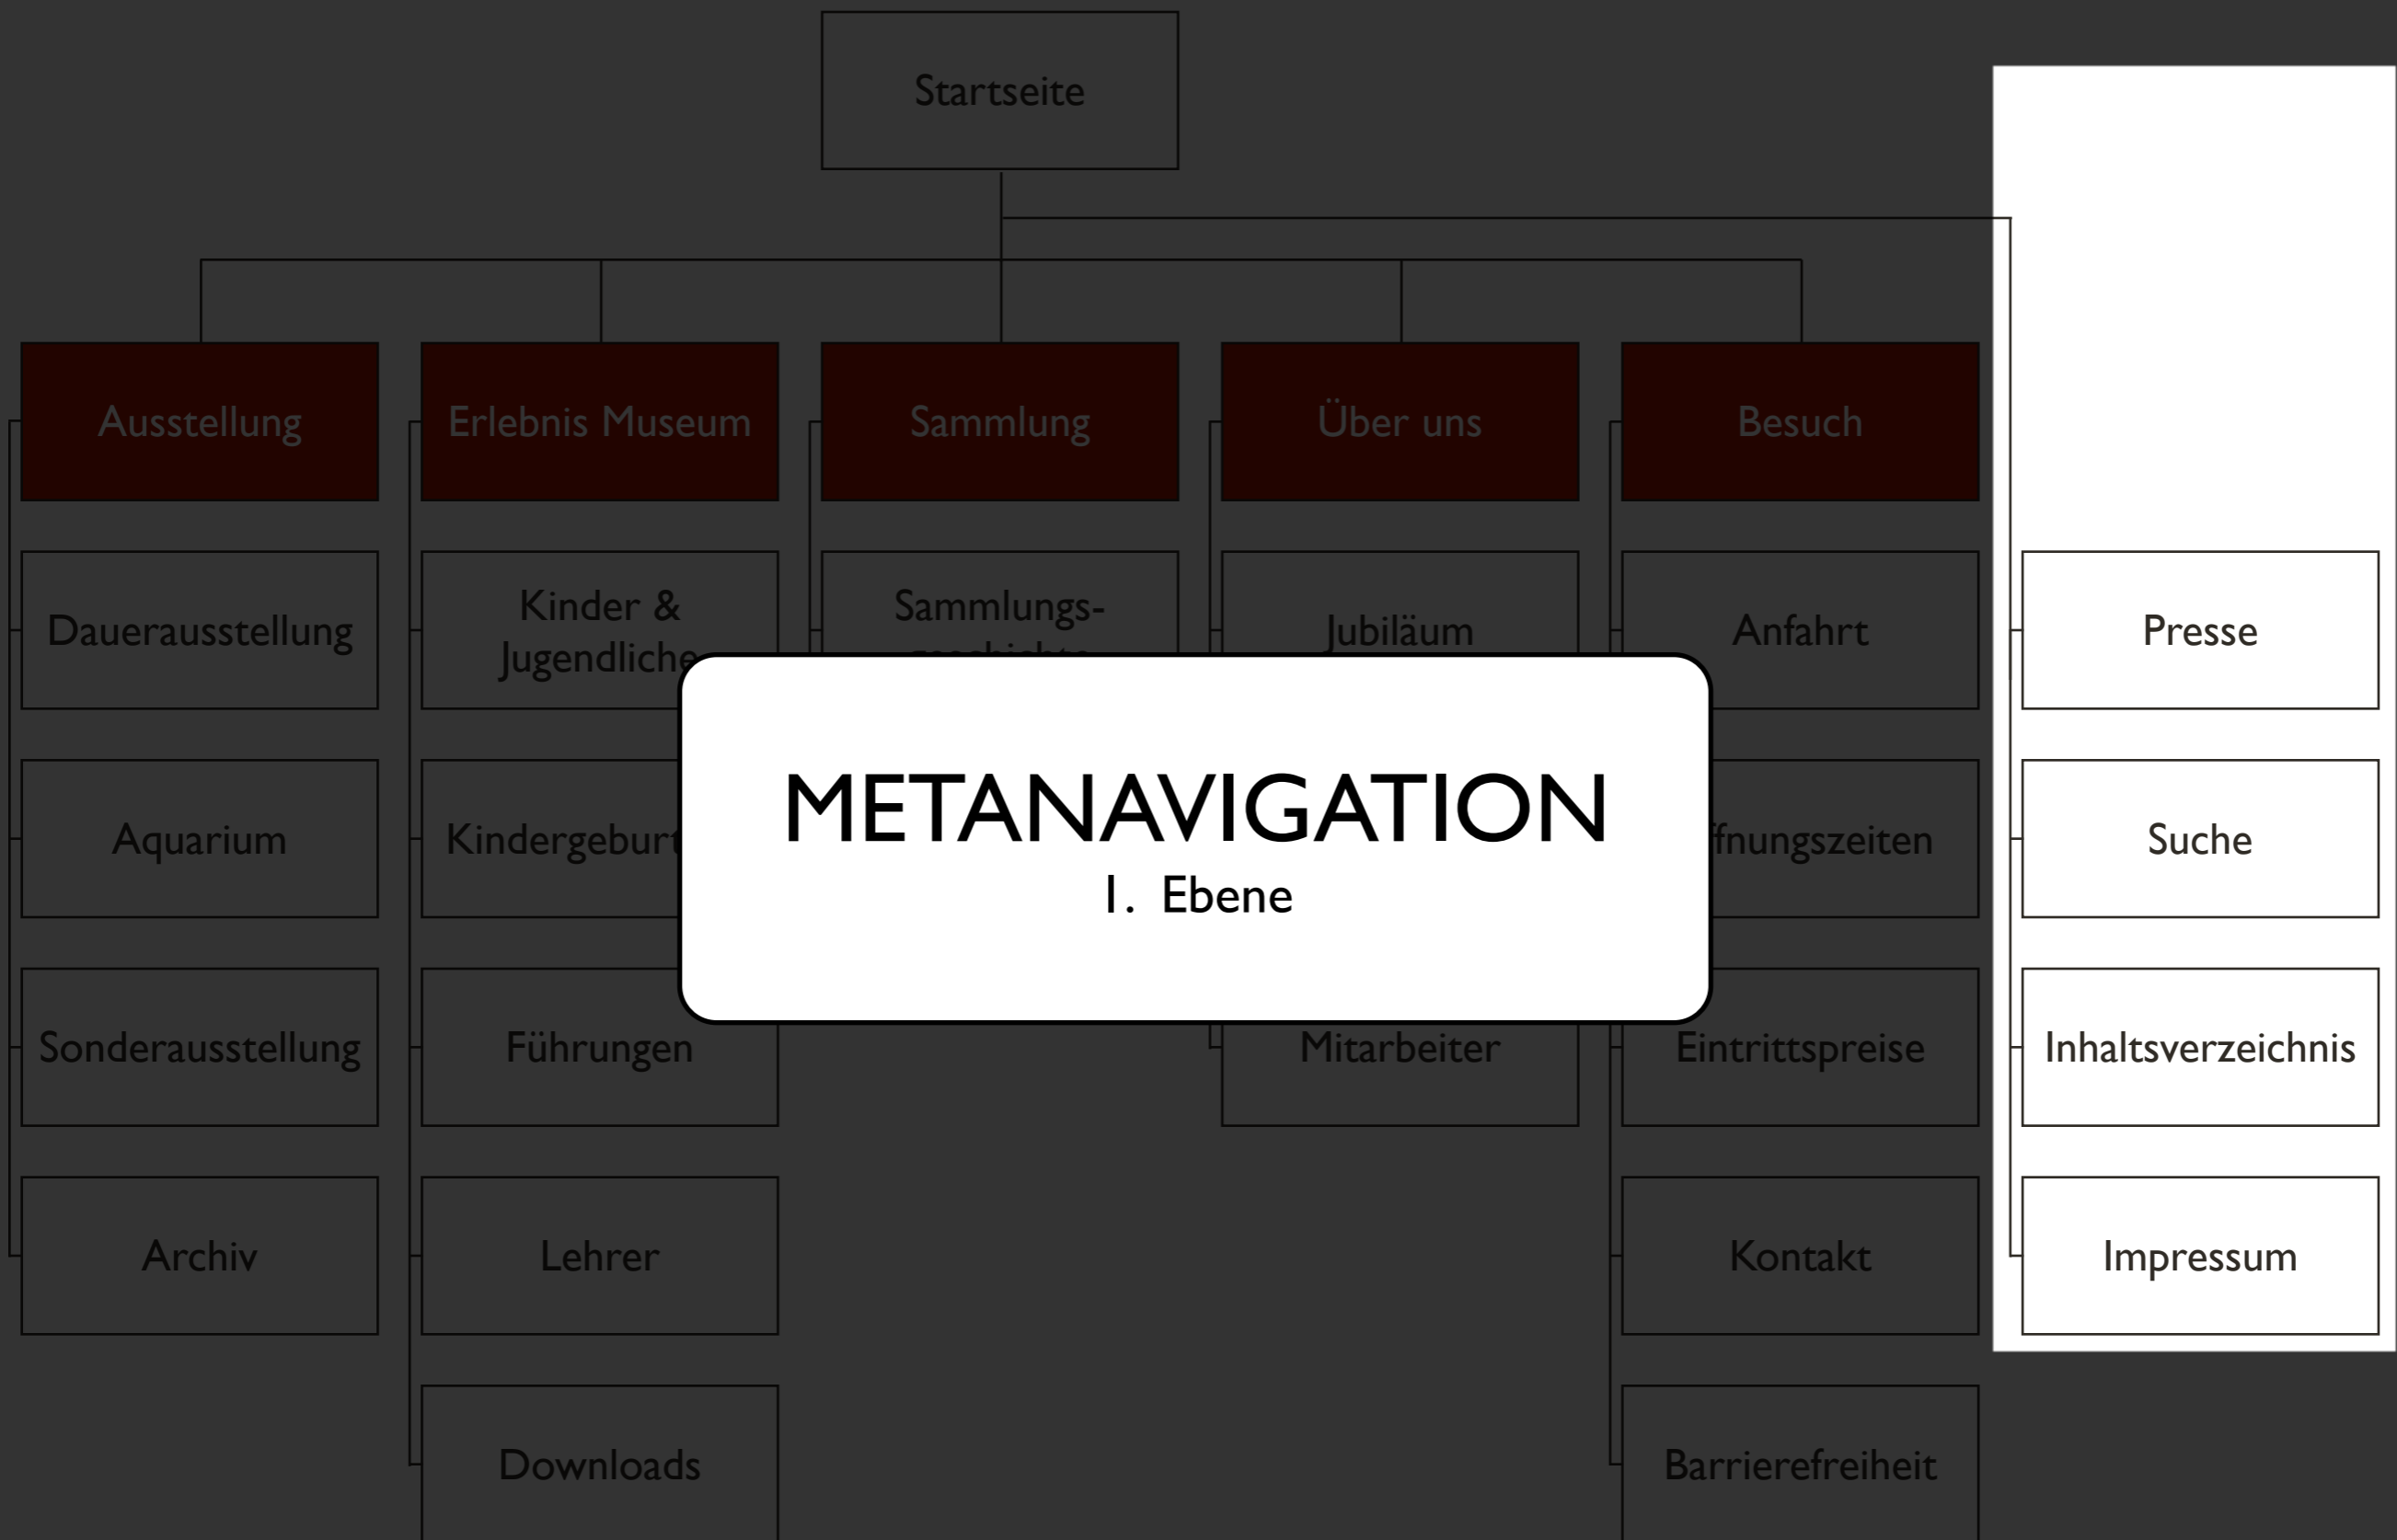 Startseite
Ausstellung
Erlebnis Museum
Sammlung
Über uns
Besuch
Dauerausstellung
Kinder &
Jugendliche
Sammlungs-
Jubiläum
Anfahrt
Presse
METANAVIGATION
1. Ebene
Aquarium
Suche
Sonderausstellung
Führungen
Mitarbeiter
Eintrittspreise
Inhaltsverzeichnis
Archiv
Lehrer
Kontakt
Impressum
Downloads
Barrierefreiheit